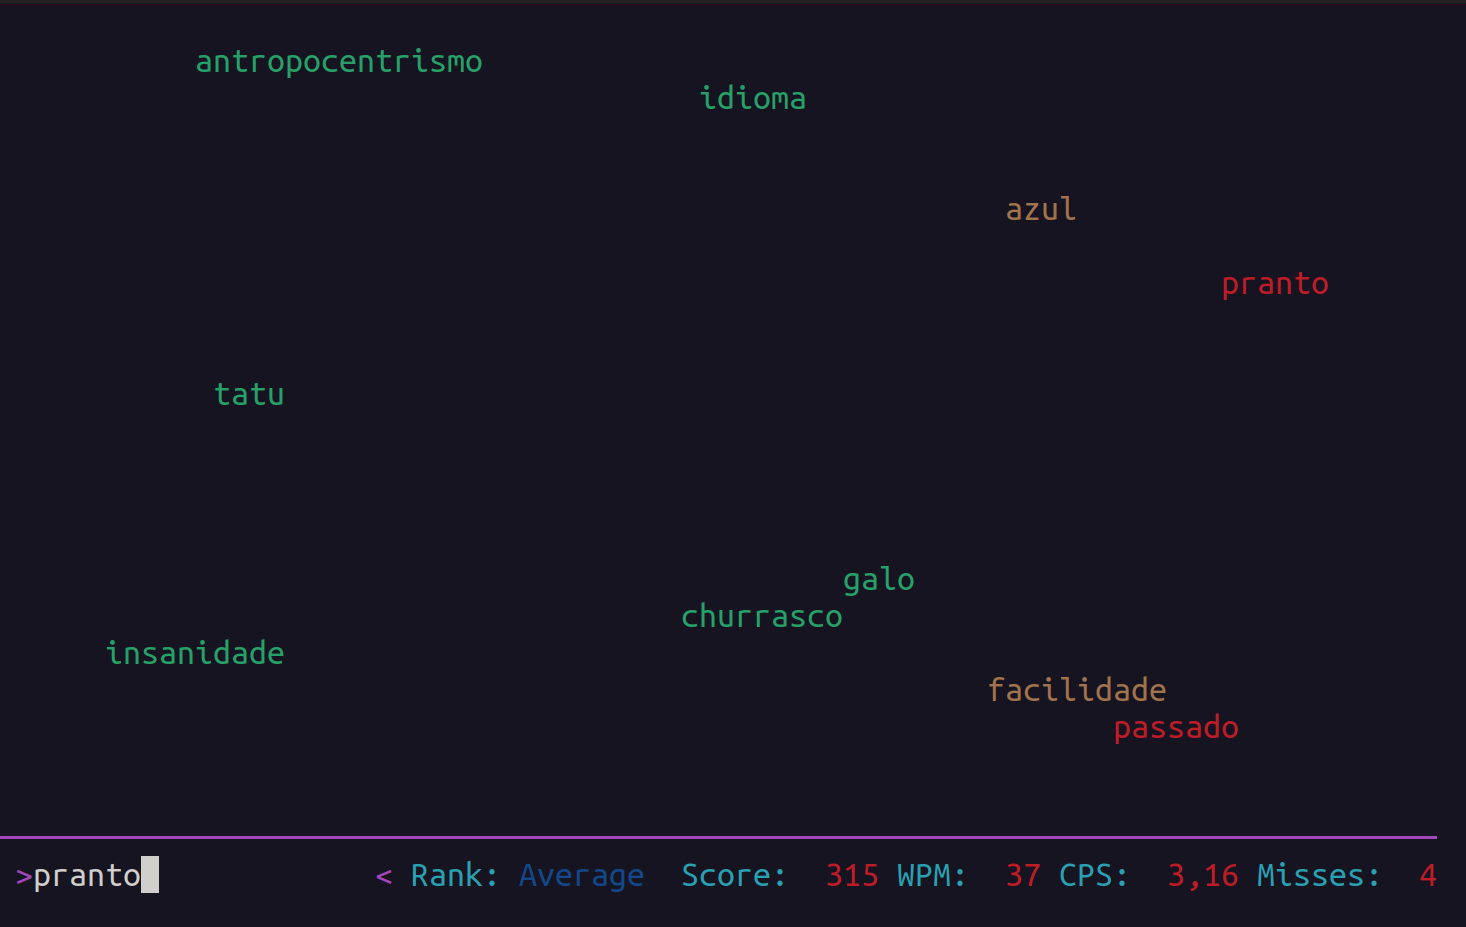 antropocentrismo
idioma
azul
pranto
tatu
galo
churrasco
insanidade
facilidade
passado
>pranto < Rank: Average Score: 315 WPM: 37 CPS: 3,16 Misses: 4